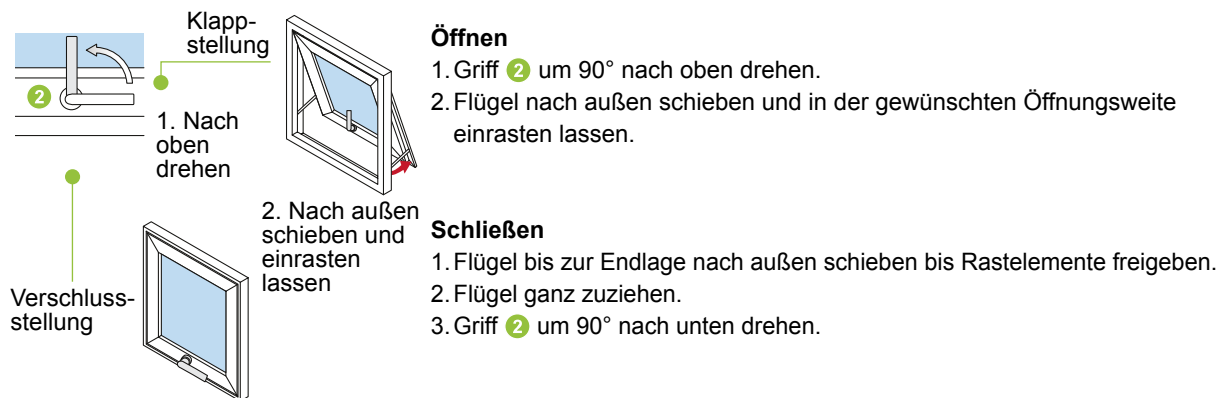 Klapp-
stellung
2
1. Nach
oben
drehen
2. Nach außen
schieben und
einrasten
lassen
Verschluss-
stellung
Öffnen
1. Griff 2 um 90° nach oben drehen.
2. Flügel nach außen schieben und in der gewünschten Öffnungsweite
einrasten lassen.
Schließen
1. Flügel bis zur Endlage nach außen schieben bis Rastelemente freigeben.
2. Flügel ganz zuziehen.
3. Griff 2 um 90° nach unten drehen.